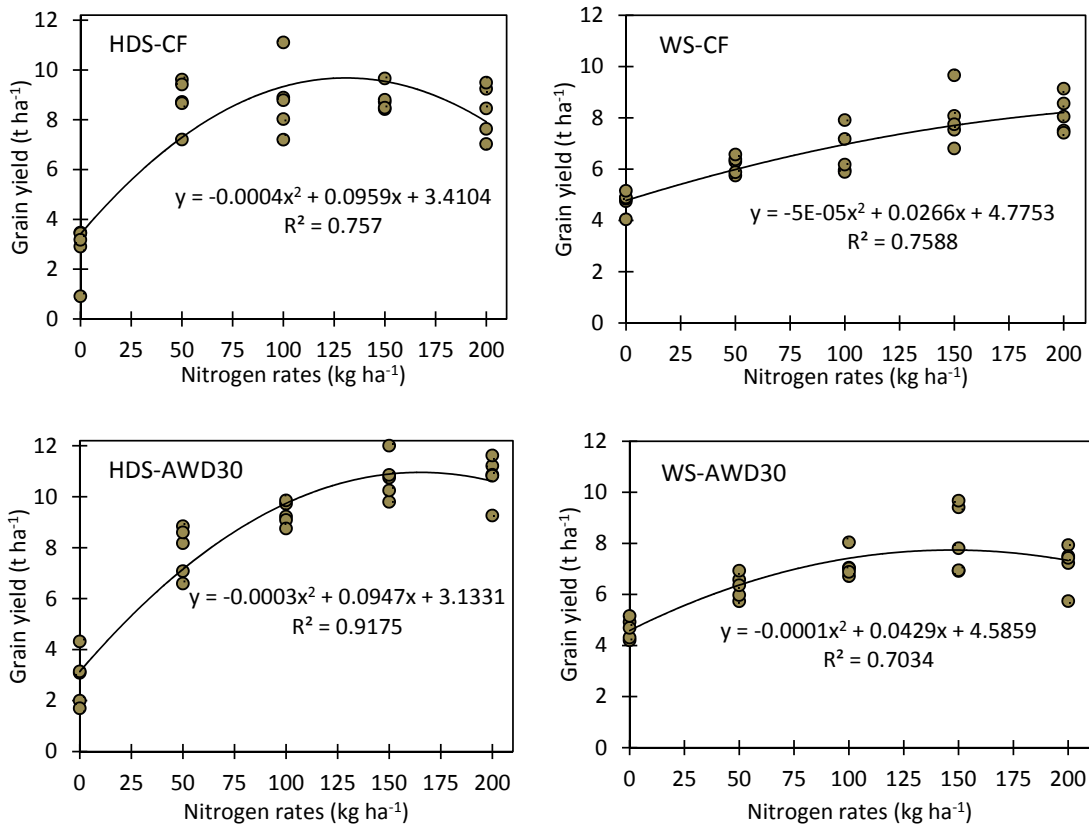 HDS-CF
Grain yield (t ha⁻¹)
12
10
8
6
4
2
0
y = -0.0004x² + 0.0959x + 3.4104
R² = 0.757
0 25 50 75 100 125 150 175 200
Nitrogen rates (kg ha⁻¹)
WS-CF
Grain yield (t ha⁻¹)
12
10
8
6
4
2
0
y = -5E-05x² + 0.0266x + 4.7753
R² = 0.7588
0 25 50 75 100 125 150 175 200
Nitrogen rates (kg ha⁻¹)
HDS-AWD30
Grain yield (t ha⁻¹)
12
10
8
6
4
2
0
y = -0.0003x² + 0.0947x + 3.1331
R² = 0.9175
0 25 50 75 100 125 150 175 200
Nitrogen rates (kg ha⁻¹)
WS-AWD30
Grain yield (t ha⁻¹)
12
10
8
6
4
2
0
y = -0.0001x² + 0.0429x + 4.5859
R² = 0.7034
0 25 50 75 100 125 150 175 200
Nitrogen rates (kg ha⁻¹)